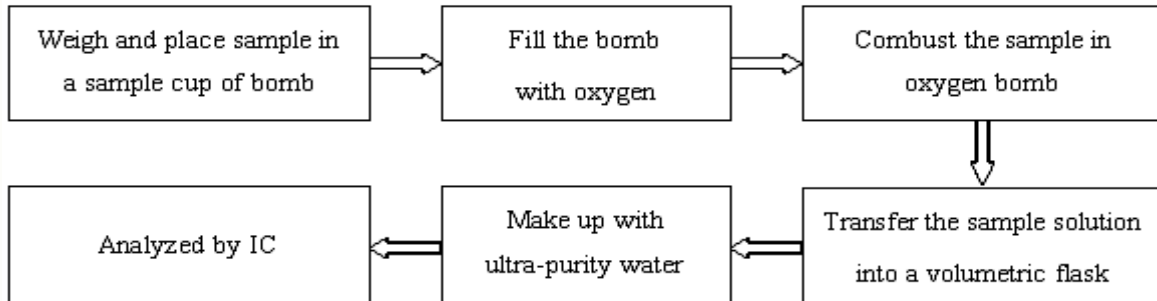 Weigh and place sample in
a sample cup of bomb
Fill the bomb
with oxygen
Combust the sample in
oxygen bomb
Transfer the sample solution
into a volumetric flask
Make up with
ultra-purity water
Analyzed by IC